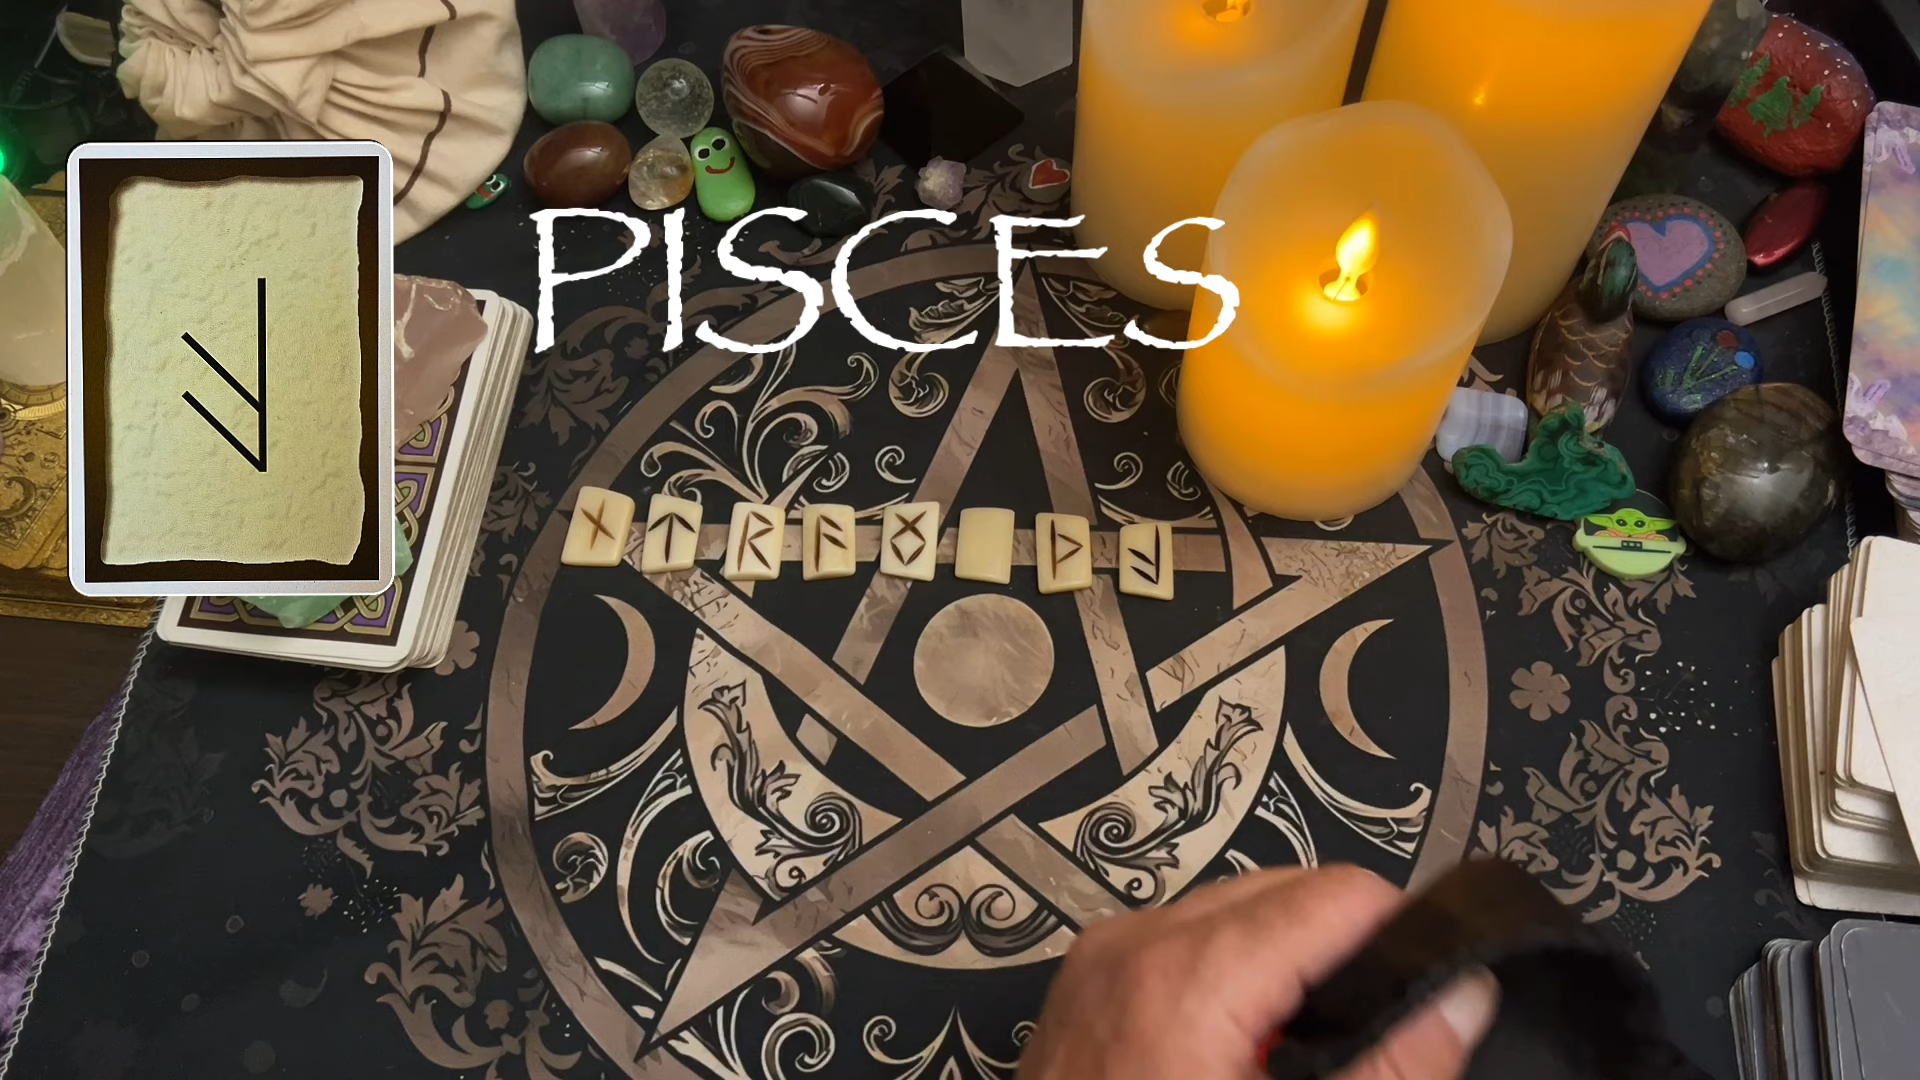 PISCES
ᚾ ᛏ ᚱ ᚨ ᛜ ᚦ